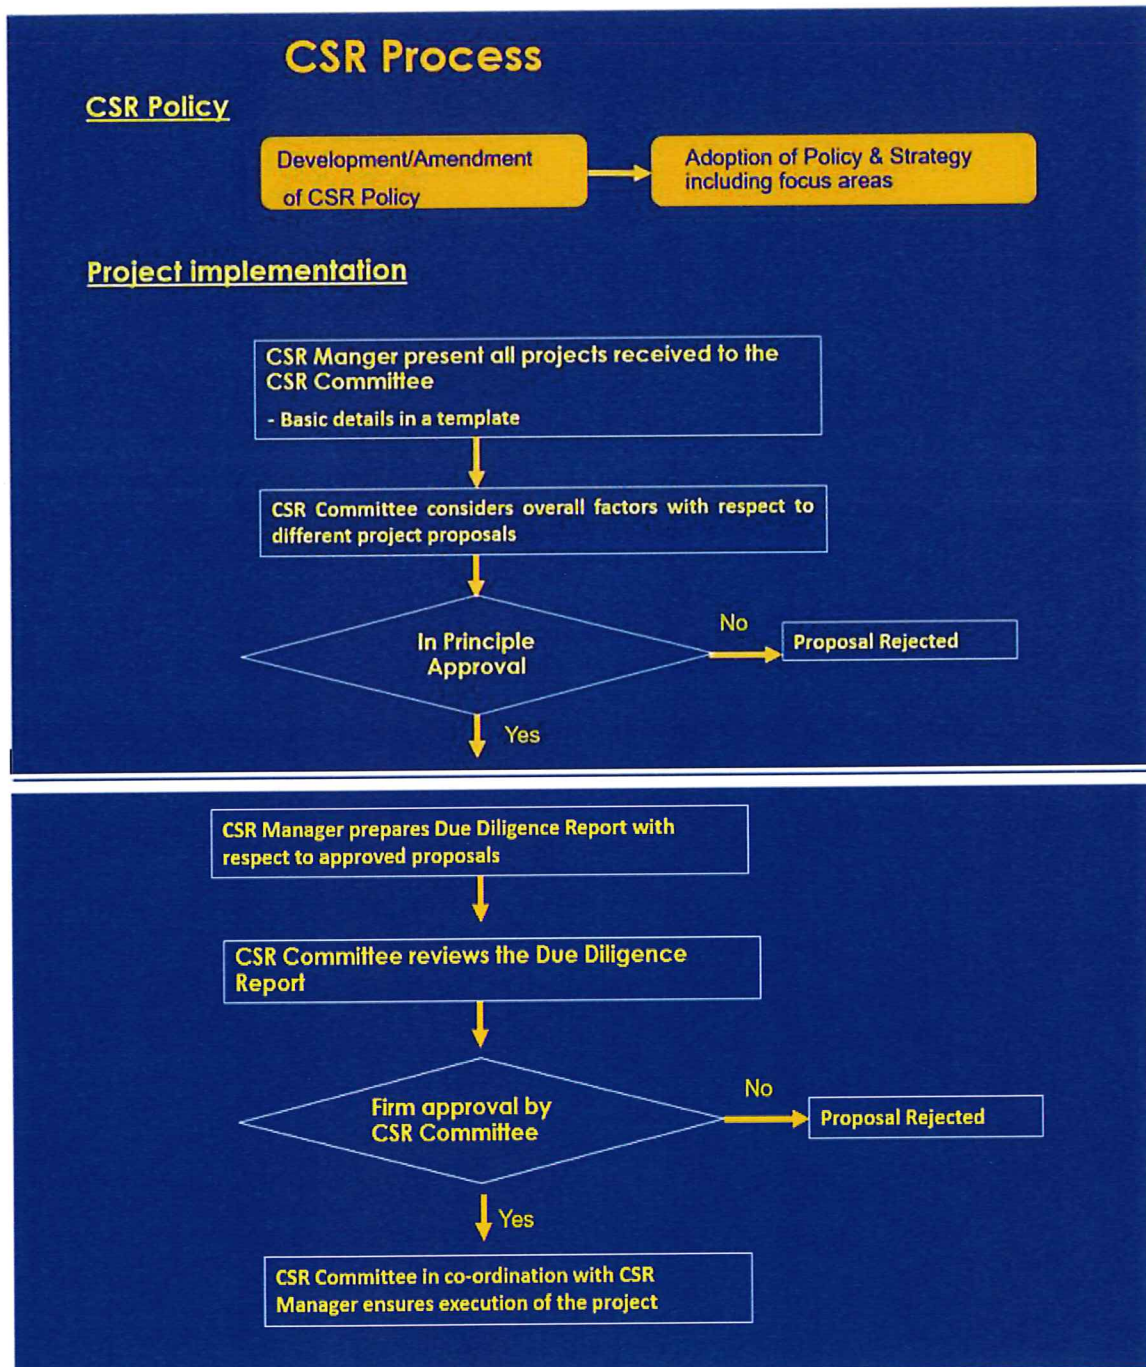 CSR Process
CSR Policy
Development/Amendment
of CSR Policy
Adoption of Policy & Strategy
including focus areas
Project implementation
CSR Manger present all projects received to the
CSR Committee
- Basic details in a template
CSR Committee considers overall factors with respect to
different project proposals
In Principle
Approval
No
Proposal Rejected
Yes
CSR Manager prepares Due Diligence Report with
respect to approved proposals
CSR Committee reviews the Due Diligence
Report
Firm approval by
CSR Committee
No
Proposal Rejected
Yes
CSR Committee in co-ordination with CSR
Manager ensures execution of the project